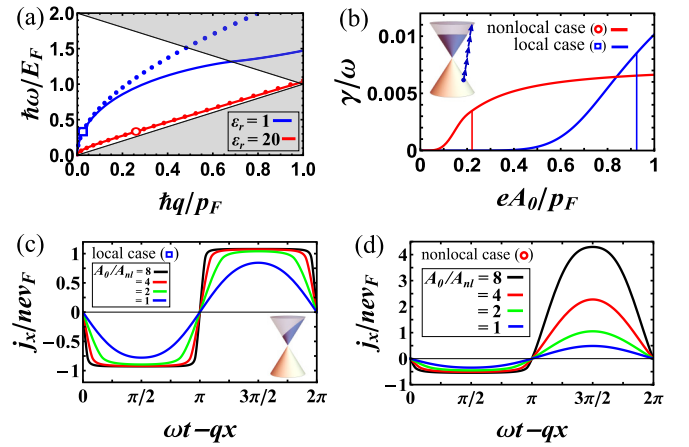 (a)
ħω/E_F
2.0
1.5
1.0
0.5
0.0
0.0 0.2 0.4 0.6 0.8 1.0
ħq/p_F
ε_r = 1
ε_r = 20
(b)
nonlocal case (○)
local case (□)
γ/ω
0.01
0.005
0
0 0.2 0.4 0.6 0.8 1
eA_0/p_F
(c)
local case (□)
A_0/A_nl = 8
= 4
= 2
= 1
j_x/nev_F
1
0
-1
0 π/2 π 3π/2 2π
ωt−qx
(d)
nonlocal case (○)
A_0/A_nl = 8
= 4
= 2
= 1
j_x/nev_F
4
3
2
1
0
-1
0 π/2 π 3π/2 2π
ωt−qx